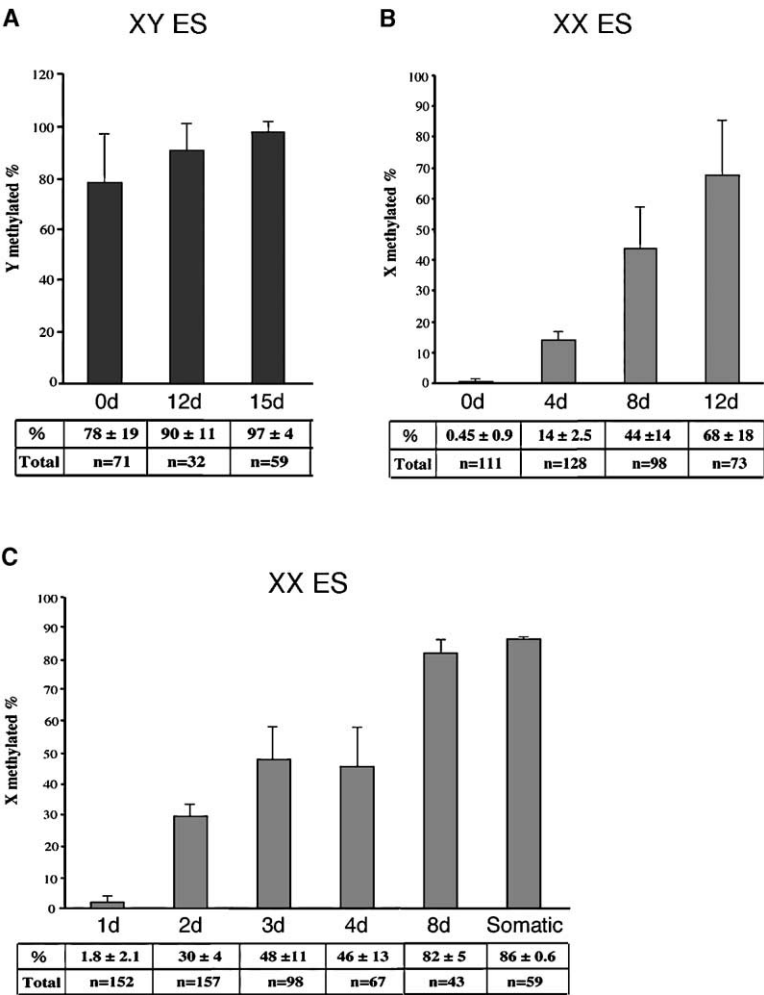 A
XY ES
Y methylated %
120
100
80
60
40
20
0
0d 12d 15d
% 78 ± 19 90 ± 11 97 ± 4
Total n=71 n=32 n=59
B
XX ES
X methylated %
100
90
80
70
60
50
40
30
20
10
0
0d 4d 8d 12d
% 0.45 ± 0.9 14 ± 2.5 44 ±14 68 ± 18
Total n=111 n=128 n=98 n=73
C
XX ES
X methylated %
100
90
80
70
60
50
40
30
20
10
0
1d 2d 3d 4d 8d Somatic
% 1.8 ± 2.1 30 ± 4 48 ±11 46 ± 13 82 ± 5 86 ± 0.6
Total n=152 n=157 n=98 n=67 n=43 n=59